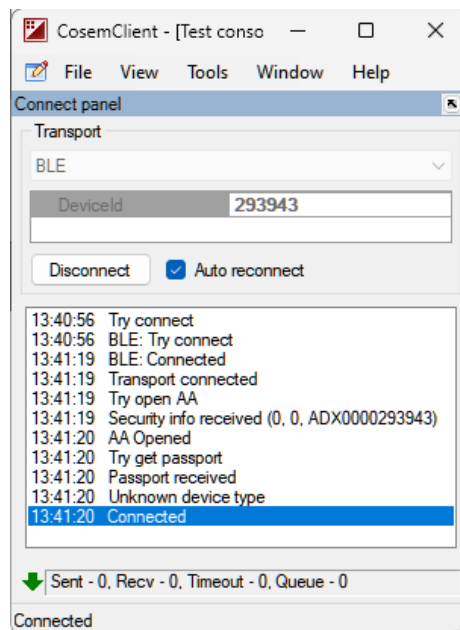 CosemClient - [Test conso
File View Tools Window Help
Connect panel
Transport
BLE
DeviceId 293943
Disconnect Auto reconnect
13:40:56 Try connect
13:40:56 BLE: Try connect
13:41:19 BLE: Connected
13:41:19 Transport connected
13:41:19 Try open AA
13:41:19 Security info received (0, 0, ADX0000293943)
13:41:20 AA Opened
13:41:20 Try get passport
13:41:20 Passport received
13:41:20 Unknown device type
13:41:20 Connected
Sent - 0, Recv - 0, Timeout - 0, Queue - 0
Connected